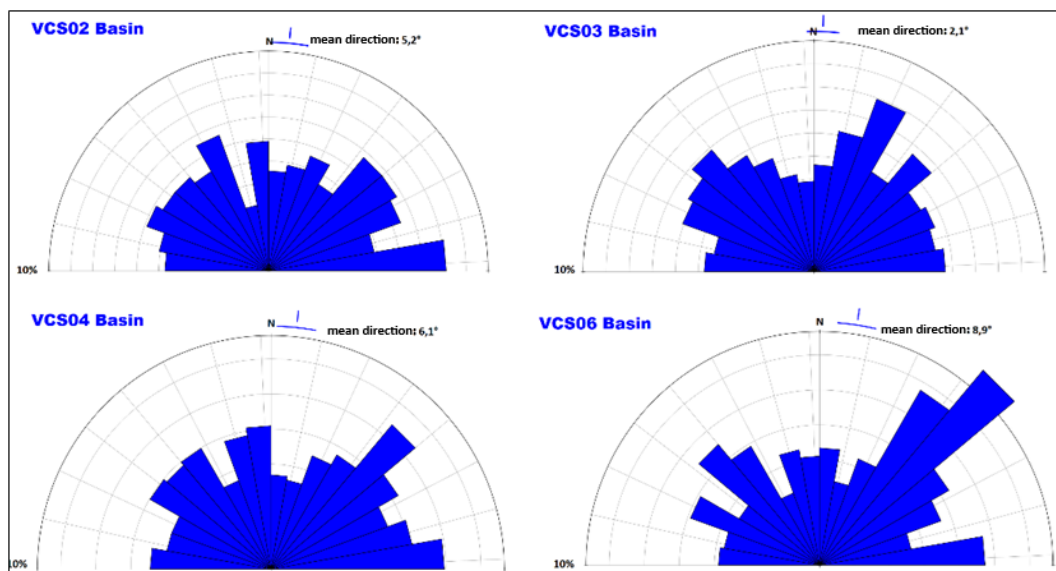 VCS02 Basin
N
mean direction: 5,2°
10%
VCS03 Basin
N
mean direction: 2,1°
10%
VCS04 Basin
N
mean direction: 6,1°
10%
VCS06 Basin
N
mean direction: 8,9°
10%